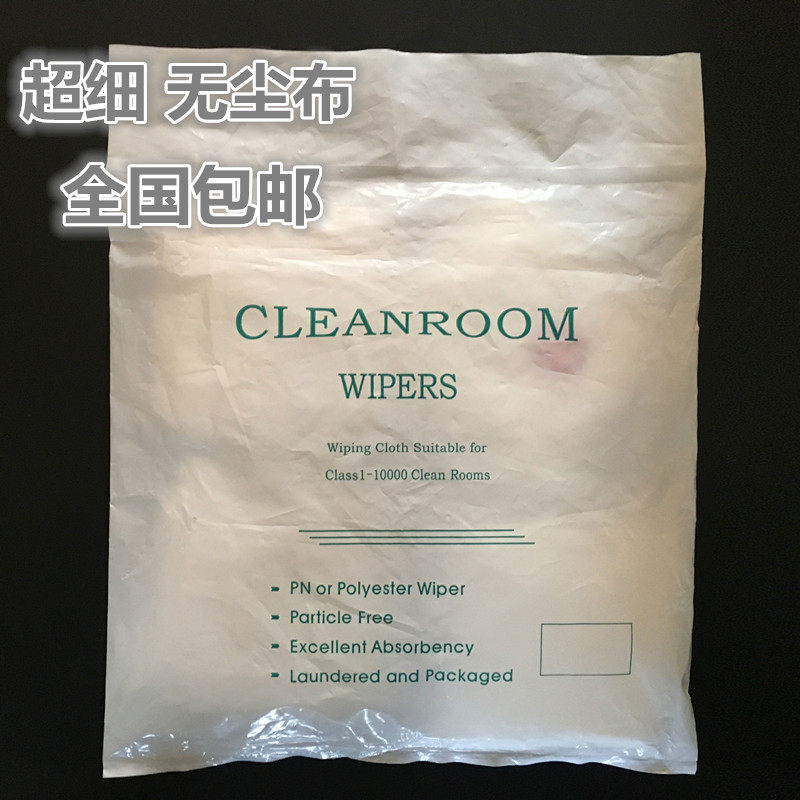 超细 无尘布
全国包邮
CLEANROOM
WIPERS
Wiping Cloth Suitable for
Class1-10000 Clean Rooms
PN or Polyester Wiper
Particle Free
Excellent Absorbency
Laundered and Packaged